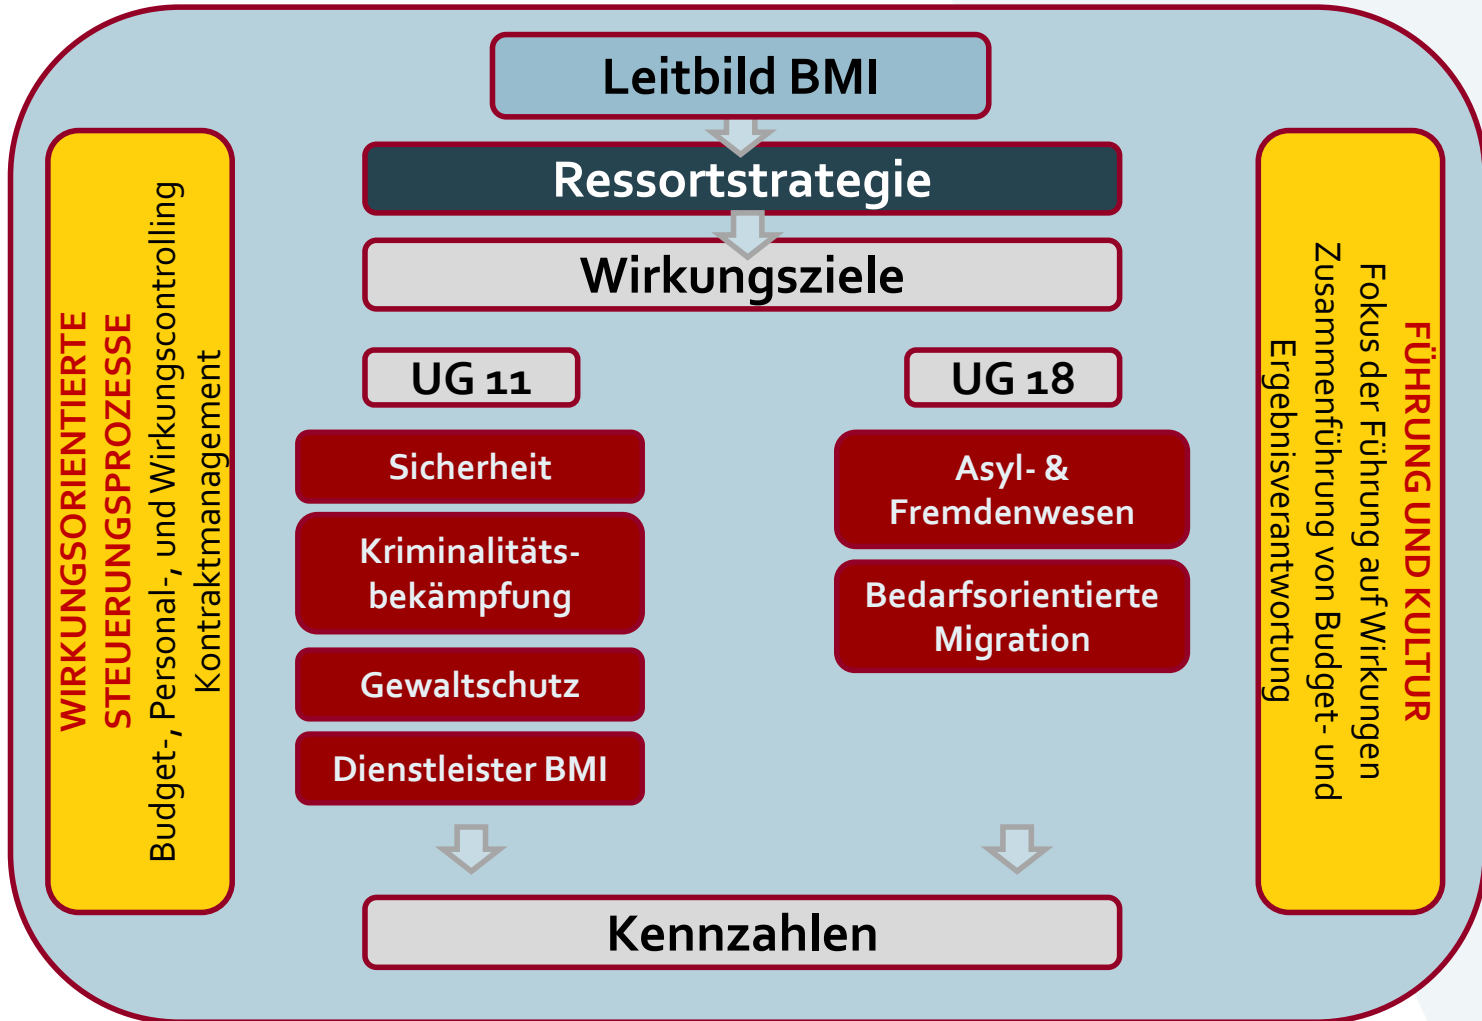 Leitbild BMI
Ressortstrategie
Wirkungsziele
WIRKUNGSORIENTIERTE
STEUERUNGSPROZESSE
Budget-, Personal-, und Wirkungscontrolling
Kontraktmanagement
UG 11
Sicherheit
Kriminalitäts-
bekämpfung
Gewaltschutz
Dienstleister BMI
UG 18
Asyl- &
Fremdenwesen
Bedarfsorientierte
Migration
FÜHRUNG UND KULTUR
Fokus der Führung auf Wirkungen
Zusammenführung von Budget- und
Ergebnisverantwortung
Kennzahlen